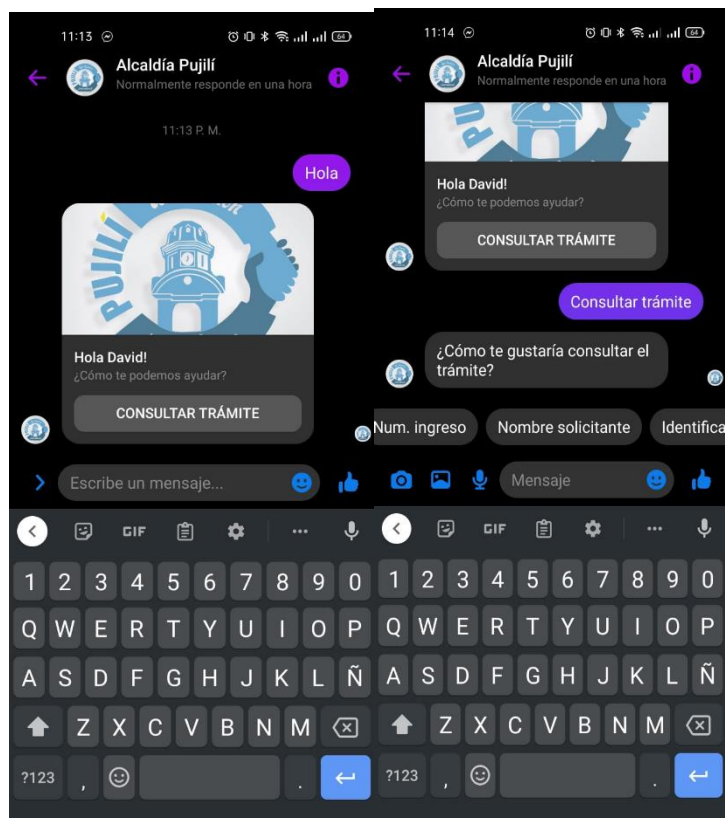 11:13
64
Alcaldía Pujilí
Normalmente responde en una hora
11:13 P. M.
Hola
PUJILÍ
Hola David!
¿Cómo te podemos ayudar?
CONSULTAR TRÁMITE
Escribe un mensaje...
GIF
1 2 3 4 5 6 7 8 9 0
Q W E R T Y U I O P
A S D F G H J K L Ñ
Z X C V B N M
?123 , .
11:14
64
Alcaldía Pujilí
Normalmente responde en una hora
Hola David!
¿Cómo te podemos ayudar?
CONSULTAR TRÁMITE
Consultar trámite
¿Cómo te gustaría consultar el
trámite?
Num. ingreso Nombre solicitante Identifica
Mensaje
GIF
1 2 3 4 5 6 7 8 9 0
Q W E R T Y U I O P
A S D F G H J K L Ñ
Z X C V B N M
?123 , .